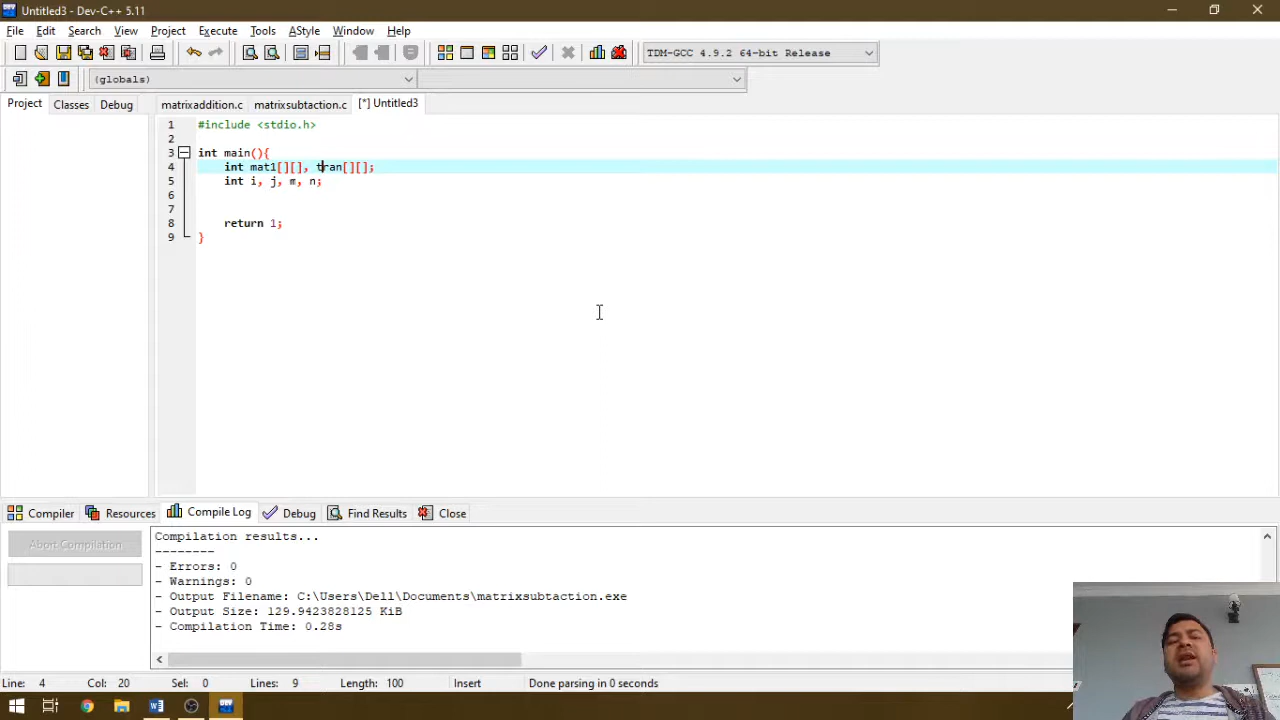 Untitled3 - Dev-C++ 5.11
File Edit Search View Project Execute Tools AStyle Window Help
TDM-GCC 4.9.2 64-bit Release
(globals)
Project Classes Debug matrixaddition.c matrixsubtaction.c [*] Untitled3
1 #include <stdio.h>
2
3 int main(){
4 int mat1[][], tran[][];
5 int i, j, m, n;
6
7
8 return 1;
9 }
Compiler Resources Compile Log Debug Find Results Close
Abort Compilation
Compilation results...
--------
- Errors: 0
- Warnings: 0
- Output Filename: C:\Users\Dell\Documents\matrixsubtaction.exe
- Output Size: 129.9423828125 KiB
- Compilation Time: 0.28s
Line: 4 Col: 20 Sel: 0 Lines: 9 Length: 100 Insert Done parsing in 0 seconds
DEV